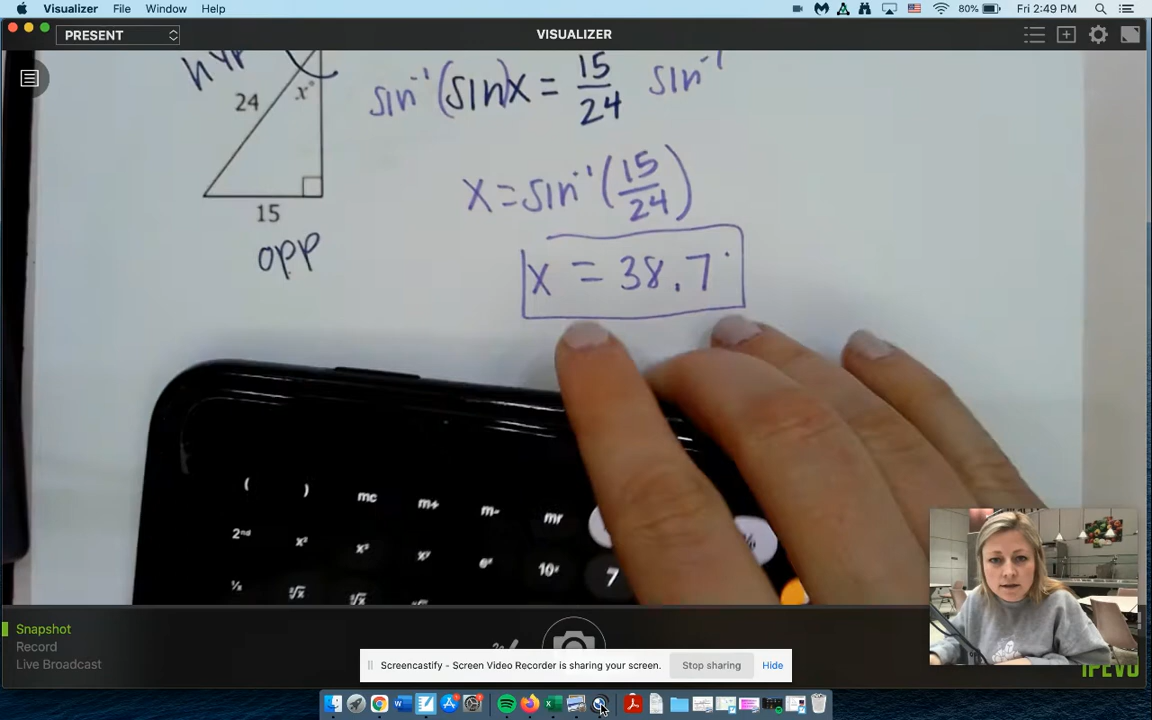 Visualizer File Window Help 80% Fri 2:49 PM
PRESENT VISUALIZER
hyp
24
x°
15
opp
sin⁻¹(sin)x = 15/24 sin⁻¹
x = sin⁻¹(15/24)
x = 38.7°
( ) mc m+ m- mr
2nd x² x³ xʸ eˣ 10ˣ 7
¹/x ²√x ³√x
Snapshot
Record
Live Broadcast
Screencastify - Screen Video Recorder is sharing your screen. Stop sharing Hide
IPEVO